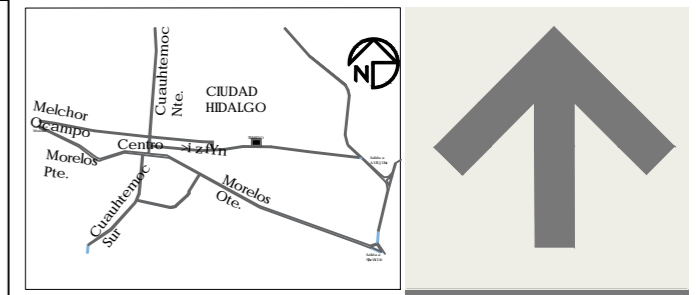 Cuauhtemoc
Nte.
CIUDAD
HIDALGO
N
Melchor
Ocampo
Centro
Morelos
Pte.
Morelos
Ote.
Cuauhtemoc
Sur